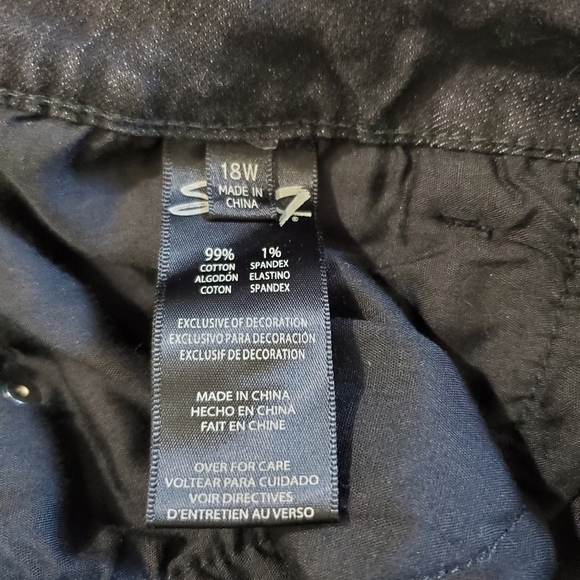 18W
MADE IN
CHINA
S 7
99% 1%
COTTON SPANDEX
ALGODÓN ELASTINO
COTON SPANDEX
EXCLUSIVE OF DECORATION
EXCLUSIVO PARA DECORACIÓN
EXCLUSIF DE DECORATION
MADE IN CHINA
HECHO EN CHINA
FAIT EN CHINE
OVER FOR CARE
VOLTEAR PARA CUIDADO
VOIR DIRECTIVES
D'ENTRETIEN AU VERSO